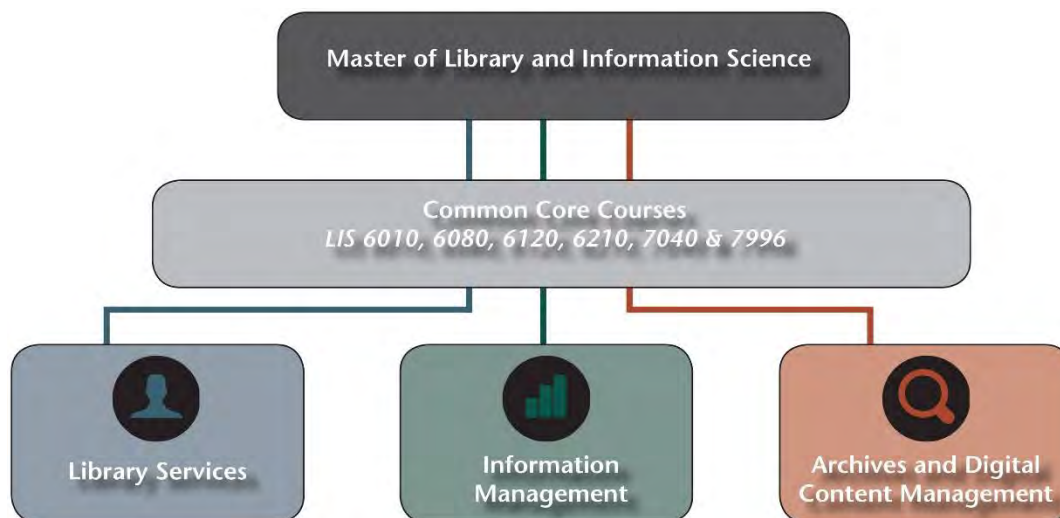 Master of Library and Information Science
Common Core Courses
LIS 6010, 6080, 6120, 6210, 7040 & 7996
Library Services
Information
Management
Archives and Digital
Content Management